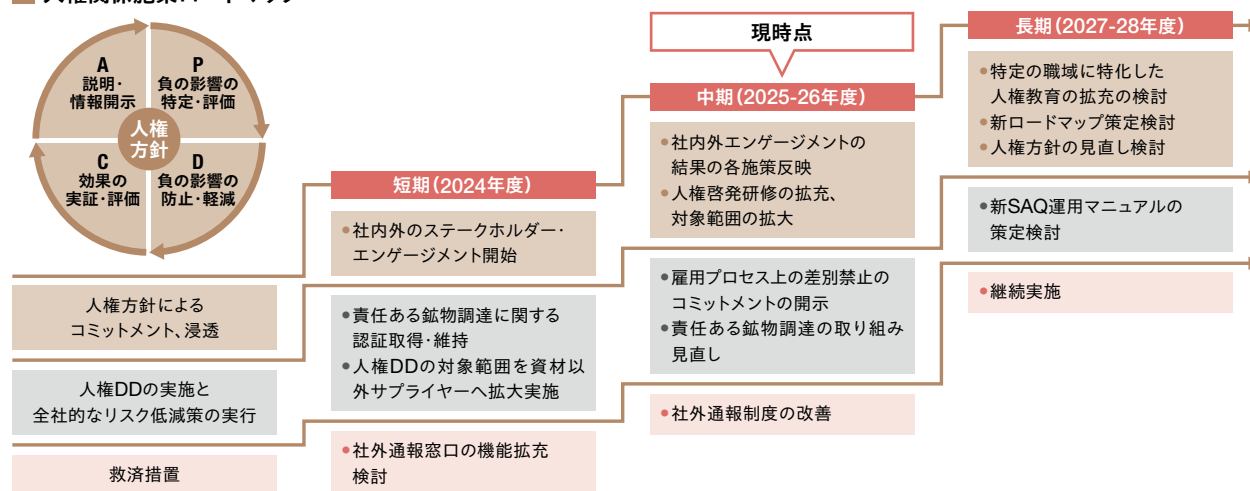 A
説明・
情報開示
P
負の影響の
特定・評価
人権
方針
C
効果の
実証・評価
D
負の影響の
防止・軽減
人権方針による
コミットメント、浸透
人権DDの実施と
全社的なリスク低減策の実行
救済措置
短期(2024年度)
•社内外のステークホルダー・
エンゲージメント開始
•責任ある鉱物調達に関する
認証取得・維持
•人権DDの対象範囲を資材以
外サプライヤーへ拡大実施
•社外通報窓口の機能拡充
検討
現時点
中期(2025-26年度)
•社内外エンゲージメントの
結果の各施策反映
•人権啓発研修の拡充、
対象範囲の拡大
•雇用プロセス上の差別禁止の
コミットメントの開示
•責任ある鉱物調達の取り組み
見直し
•社外通報制度の改善
長期(2027-28年度)
•特定の職域に特化した
人権教育の拡充の検討
•新ロードマップ策定検討
•人権方針の見直し検討
•新SAQ運用マニュアルの
策定検討
•継続実施